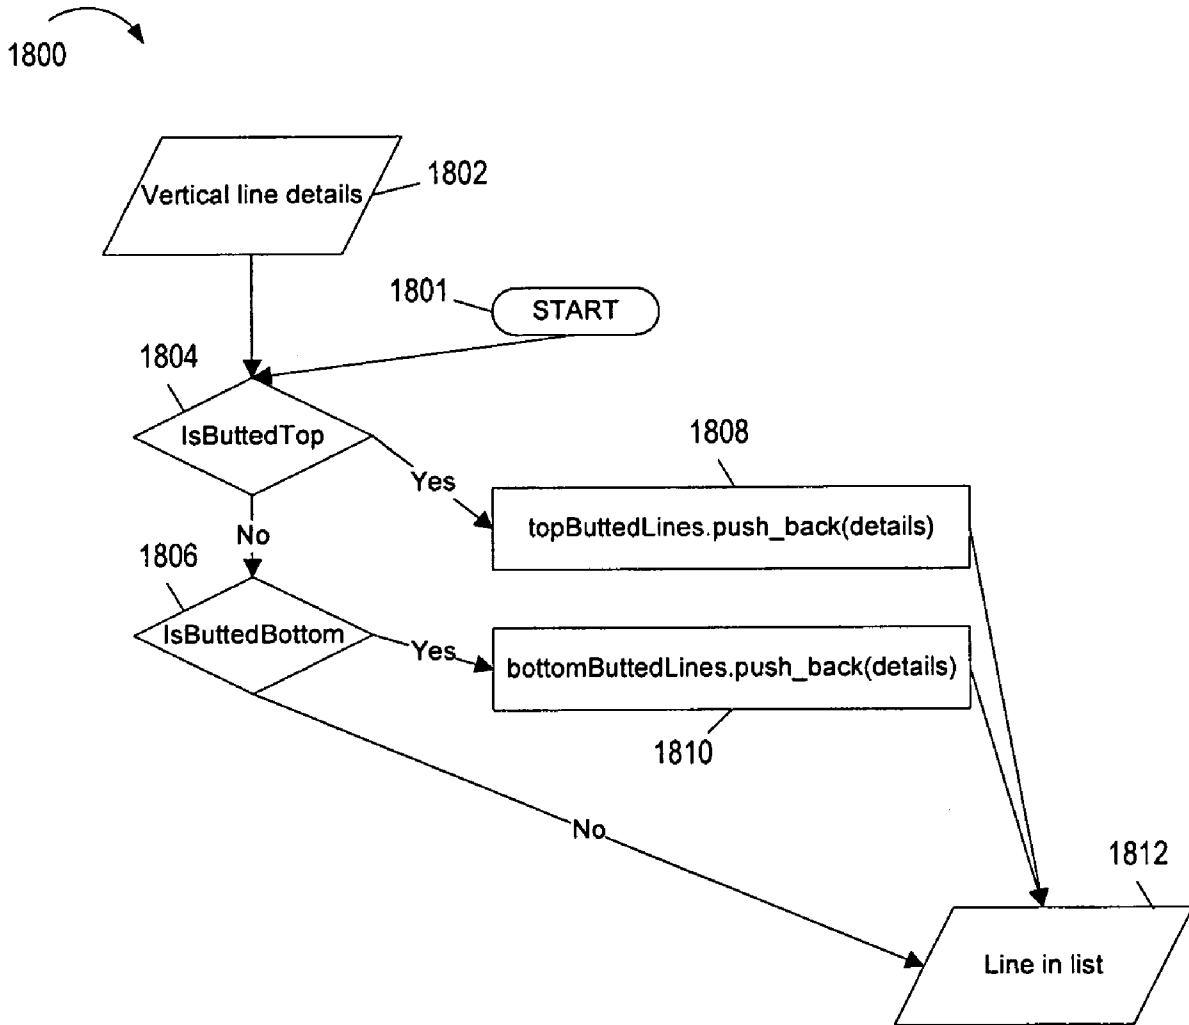 1800
Vertical line details
1802
1801
START
1804
IsButtedTop
1808
Yes
topButtedLines.push_back(details)
No
1806
IsButtedBottom
Yes
bottomButtedLines.push_back(details)
1810
No
1812
Line in list